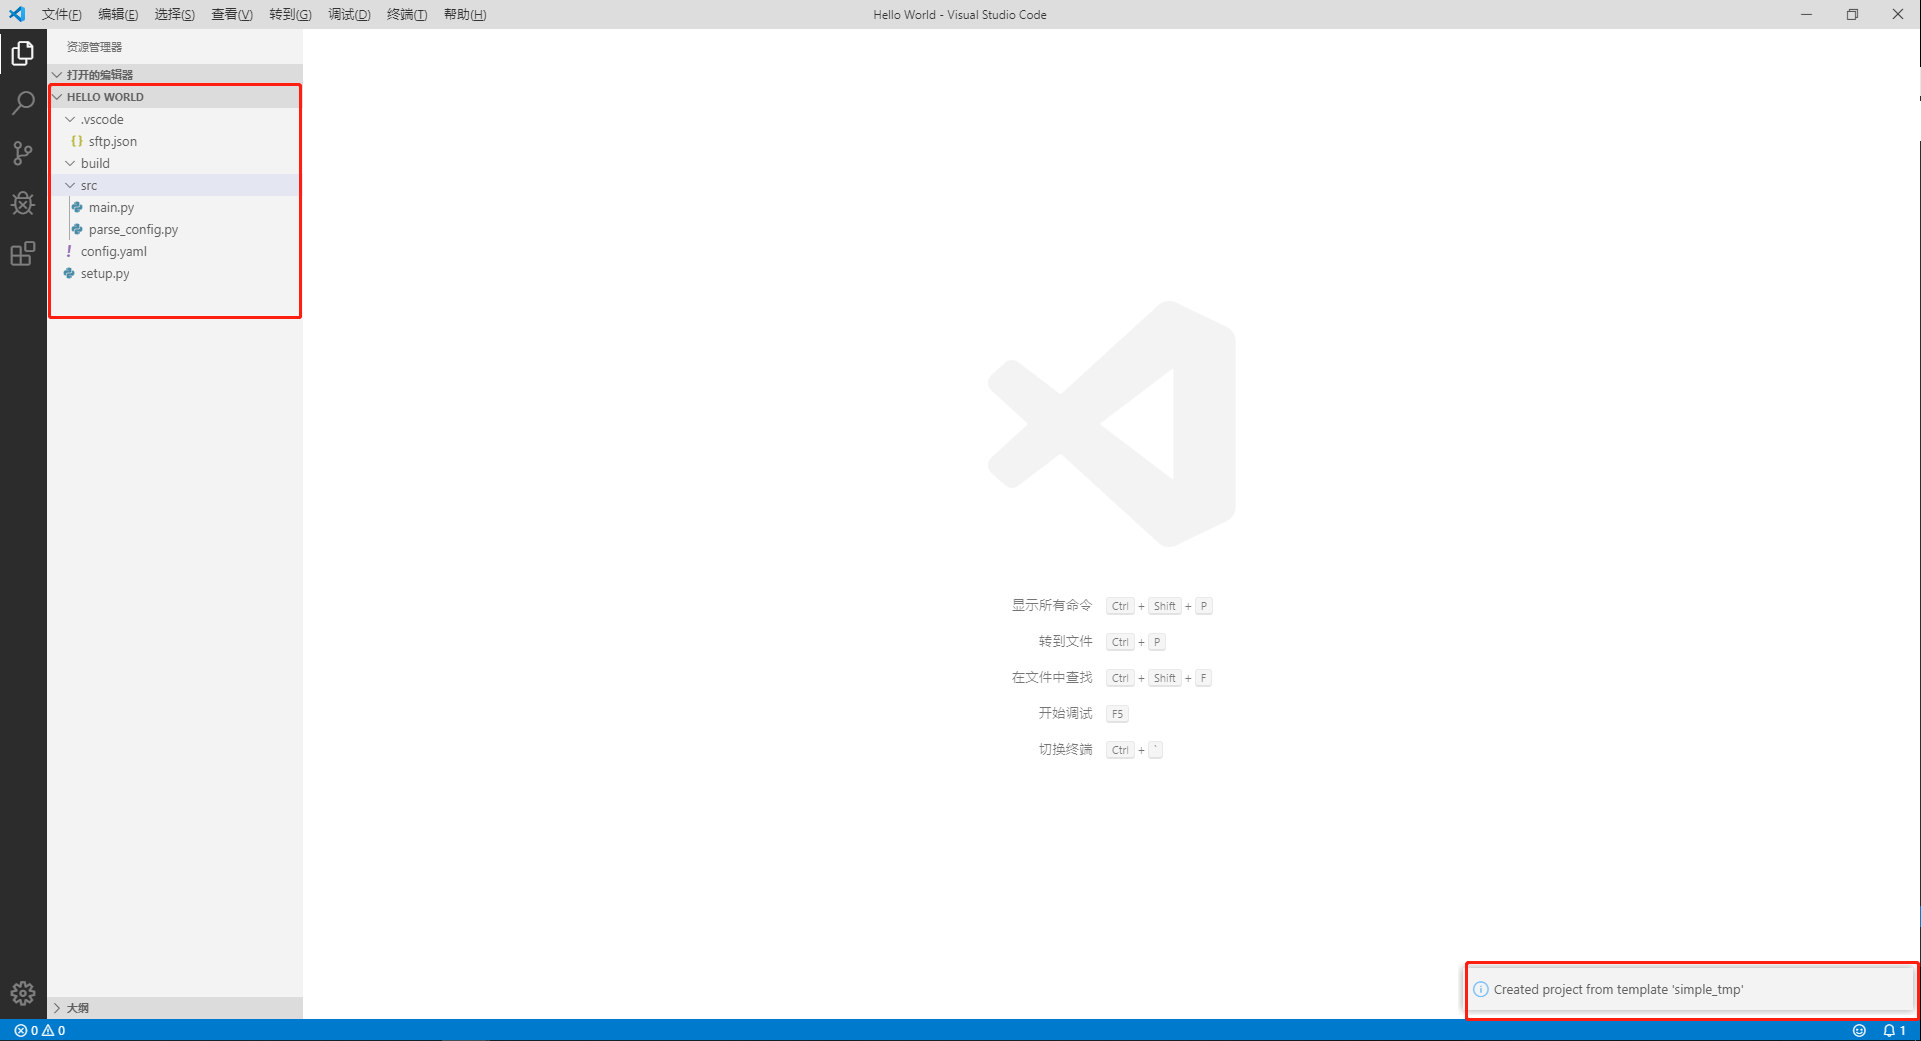 文件(F) 编辑(E) 选择(S) 查看(V) 转到(G) 调试(D) 终端(T) 帮助(H) Hello World - Visual Studio Code
资源管理器
打开的编辑器
HELLO WORLD
.vscode
{} sftp.json
build
src
main.py
parse_config.py
! config.yaml
setup.py
显示所有命令 Ctrl + Shift + P
转到文件 Ctrl + P
在文件中查找 Ctrl + Shift + F
开始调试 F5
切换终端 Ctrl + `
Created project from template 'simple_tmp'
大纲
0 0 1